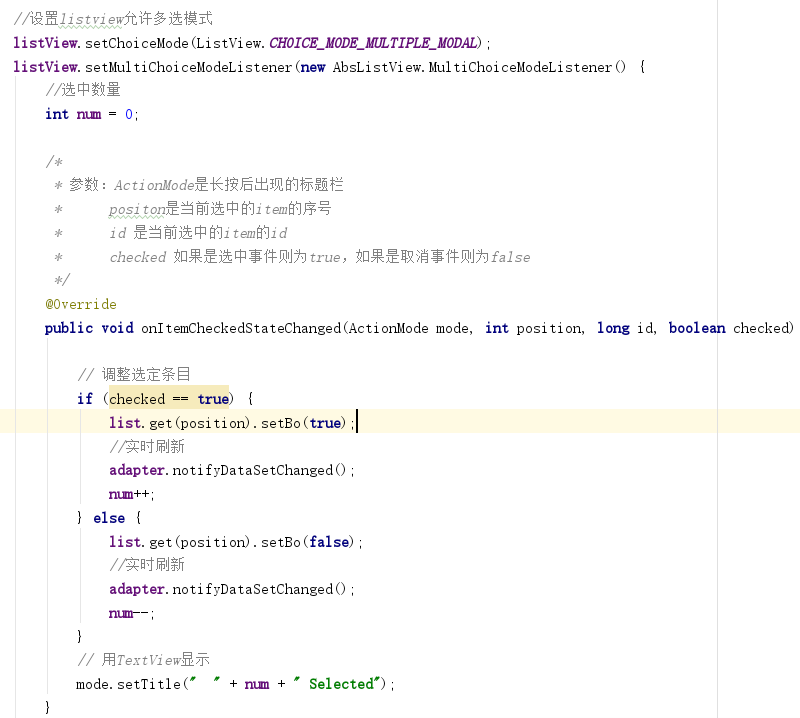 //设置listview允许多选模式
listView.setChoiceMode(ListView.CHOICE_MODE_MULTIPLE_MODAL);
listView.setMultiChoiceModeListener(new AbsListView.MultiChoiceModeListener() {
//选中数量
int num = 0;
/*
* 参数：ActionMode是长按后出现的标题栏
* positon是当前选中的item的序号
* id 是当前选中的item的id
* checked 如果是选中事件则为true，如果是取消事件则为false
*/
@Override
public void onItemCheckedStateChanged(ActionMode mode, int position, long id, boolean checked)
// 调整选定条目
if (checked == true) {
list.get(position).setBo(true);
//实时刷新
adapter.notifyDataSetChanged();
num++;
} else {
list.get(position).setBo(false);
//实时刷新
adapter.notifyDataSetChanged();
num--;
}
// 用TextView显示
mode.setTitle("  " + num + " Selected");
}